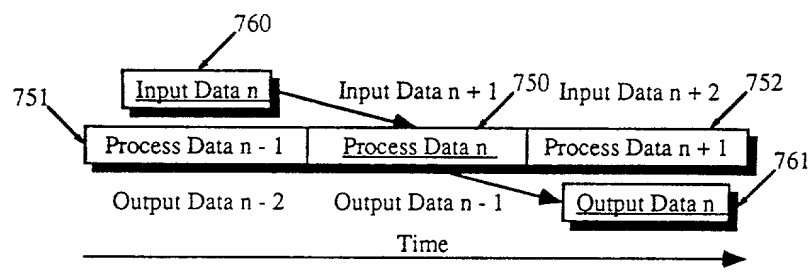 760
Input Data n Input Data n + 1 750 Input Data n + 2 752
751
Process Data n - 1 Process Data n Process Data n + 1
761
Output Data n - 2 Output Data n - 1 Output Data n
Time